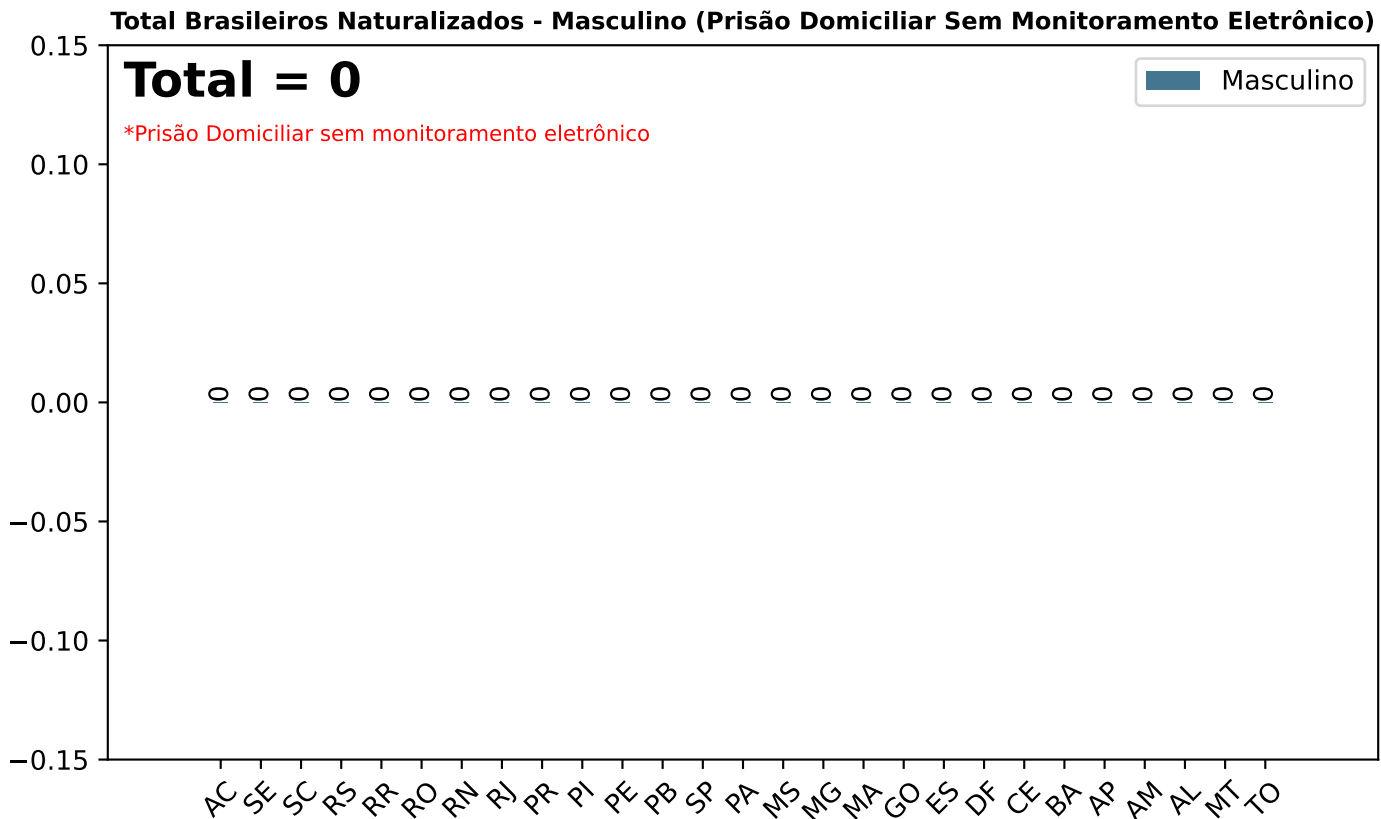 Total Brasileiros Naturalizados - Masculino (Prisão Domiciliar Sem Monitoramento Eletrônico)
Total = 0
Masculino
*Prisão Domiciliar sem monitoramento eletrônico
0.15
0.10
0.05
0.00
−0.05
−0.10
−0.15
0 0 0 0 0 0 0 0 0 0 0 0 0 0 0 0 0 0 0 0 0 0 0 0 0 0 0
AC SE SC RS RR RO RN RJ PR PI PE PB SP PA MS MG MA GO ES DF CE BA AP AM AL MT TO